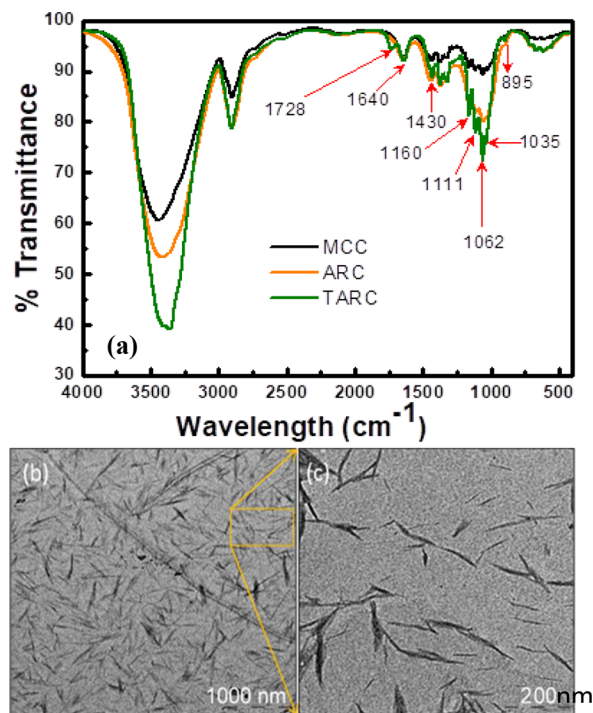 100
90
80
70
60
50
40
30
% Transmittance
1728
1640
1430
1160
1111
1062
1035
895
MCC
ARC
TARC
(a)
4000 3500 3000 2500 2000 1500 1000 500
Wavelength (cm⁻¹)
(b)
1000 nm
(c)
200nm